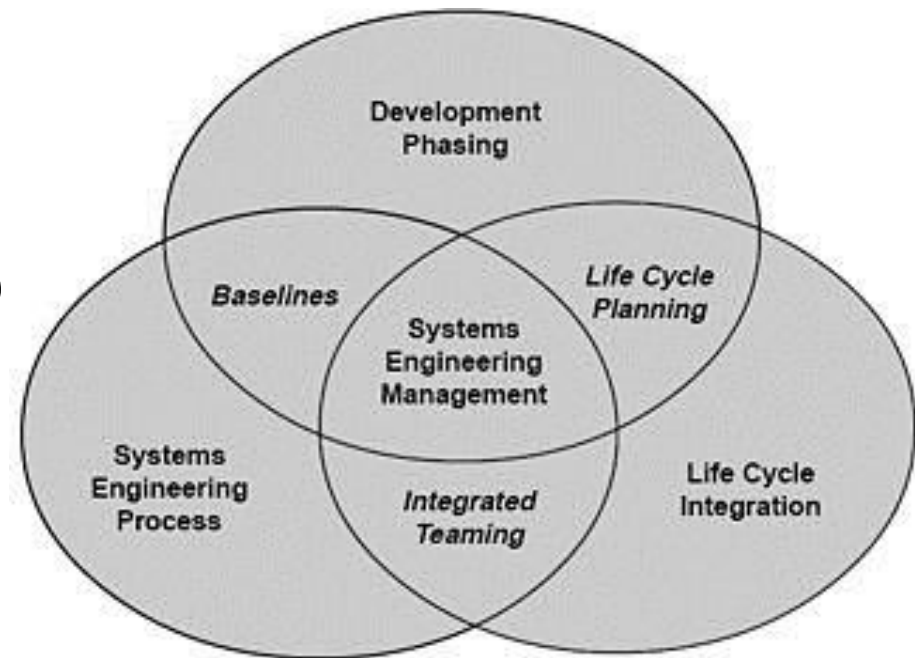 Development
Phasing
Baselines
Life Cycle
Planning
Systems
Engineering
Management
Systems
Engineering
Process
Integrated
Teaming
Life Cycle
Integration